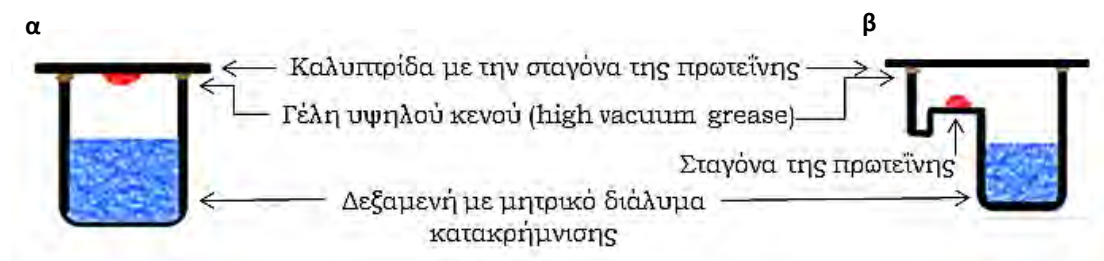 α
β
Καλυπτρίδα με την σταγόνα της πρωτεΐνης
Γέλη υψηλού κενού (high vacuum grease)
Σταγόνα της πρωτεΐνης
Δεξαμενή με μητρικό διάλυμα
κατακρήμνισης